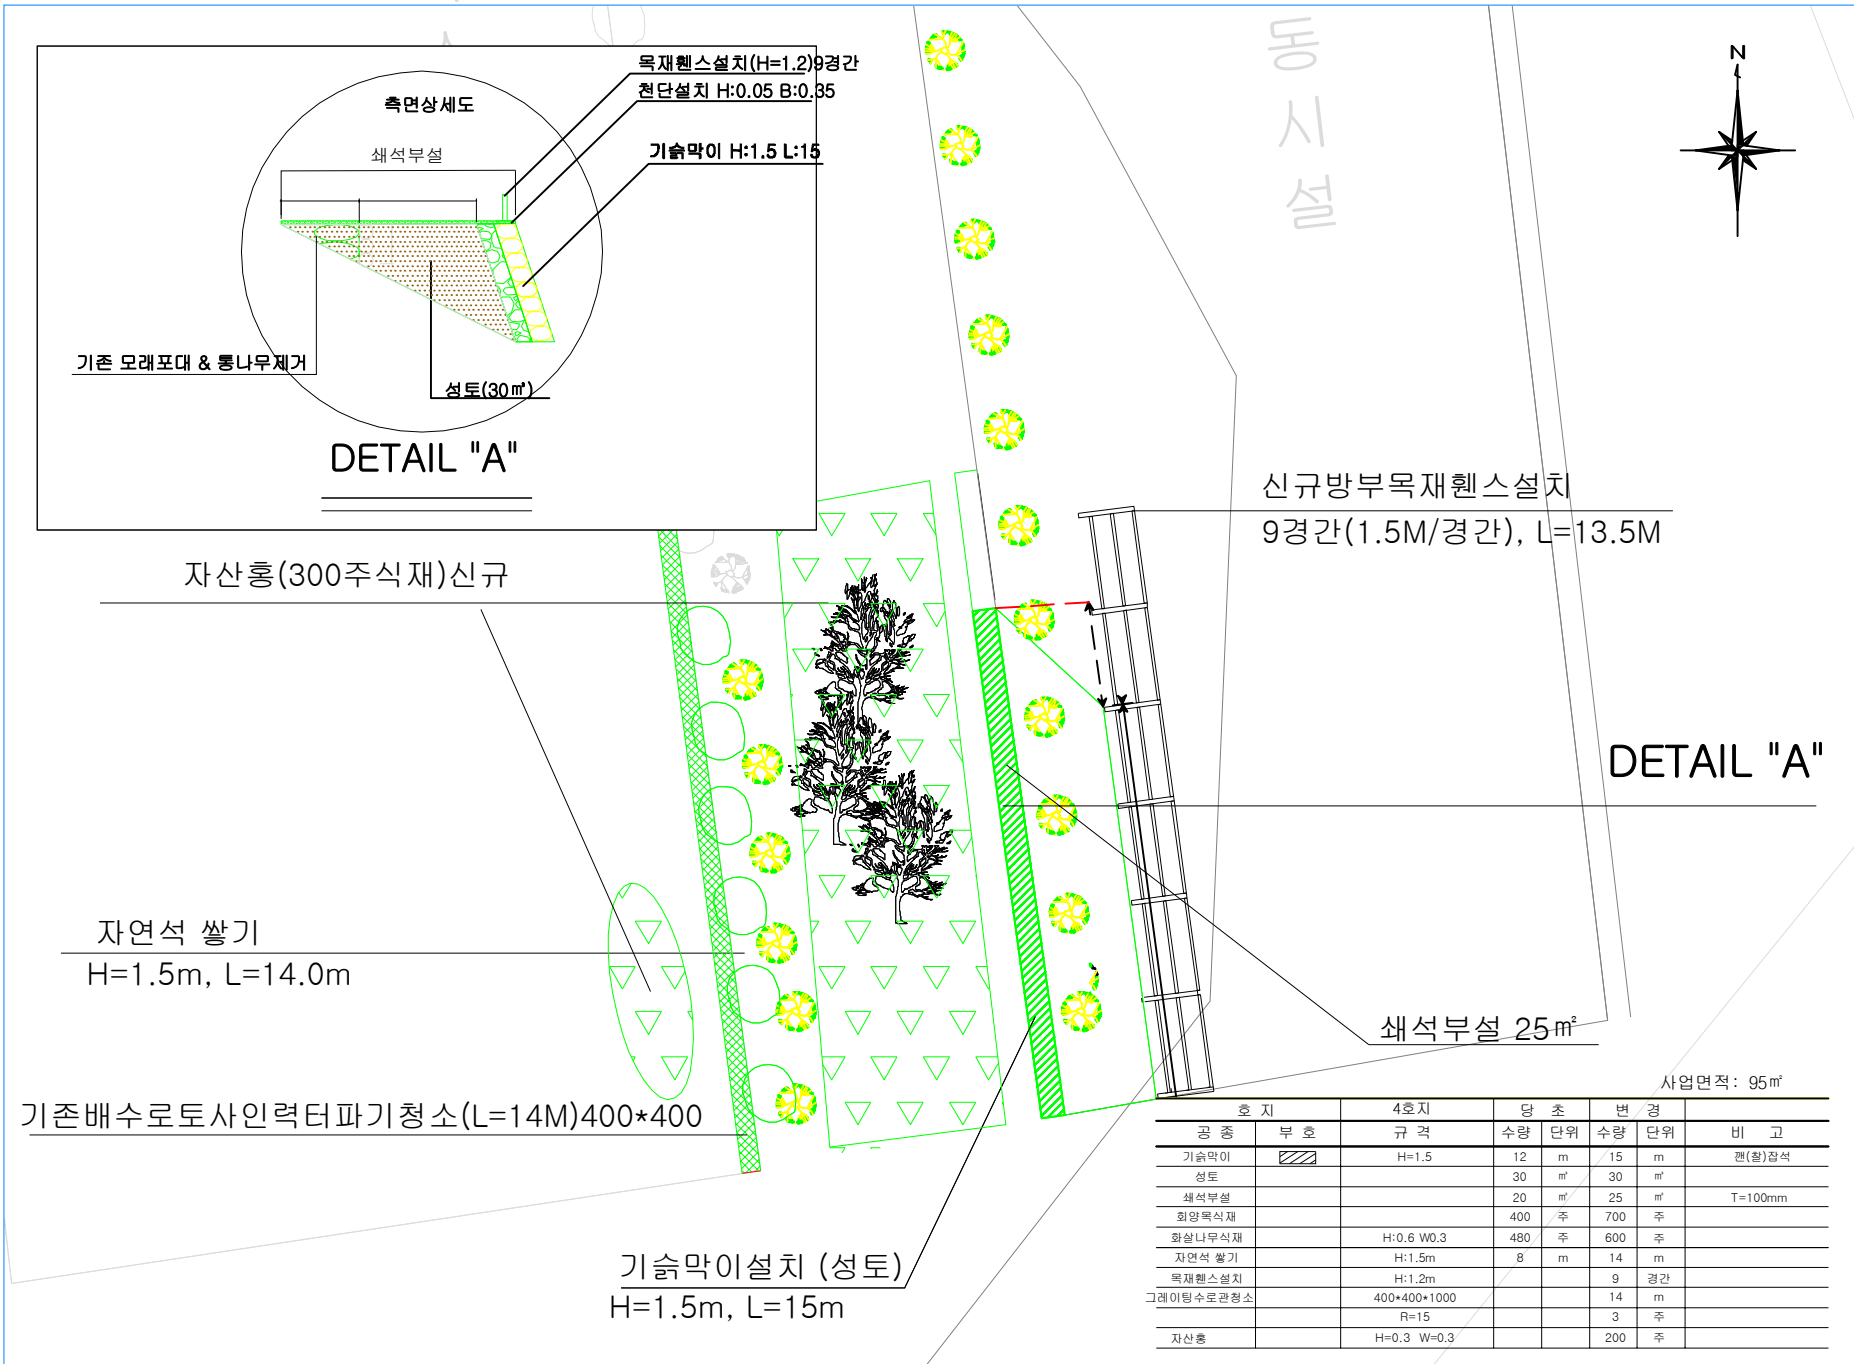 목재휀스설치(H=1.2)9경간
천단설치 H:0.05 B:0.35
측면상세도
쇄석부설
기슭막이 H:1.5 L:15
기존 모래포대 & 통나무제거
성토(30㎥)
DETAIL "A"
동시설
N
신규방부목재휀스설치
9경간(1.5M/경간), L=13.5M
자산홍(300주식재)신규
DETAIL "A"
자연석 쌓기
H=1.5m, L=14.0m
쇄석부설 25㎡
기존배수로토사인력터파기청소(L=14M)400*400
기슭막이설치 (성토)
H=1.5m, L=15m
사업면적: 95㎡
호 지 4호지 당 초 변 경
공 종 부 호 규 격 수량 단위 수량 단위 비 고
기슭막이 H=1.5 12 m 15 m 깬(찰)잡석
성토 30 ㎥ 30 ㎥
쇄석부설 20 ㎡ 25 ㎡ T=100mm
회양목식재 400 주 700 주
화살나무식재 H:0.6 W0.3 480 주 600 주
자연석 쌓기 H:1.5m 8 m 14 m
목재휀스설치 H:1.2m 9 경간
그레이팅수로관청소 400*400*1000 14 m
R=15 3 주
자산홍 H=0.3 W=0.3 200 주